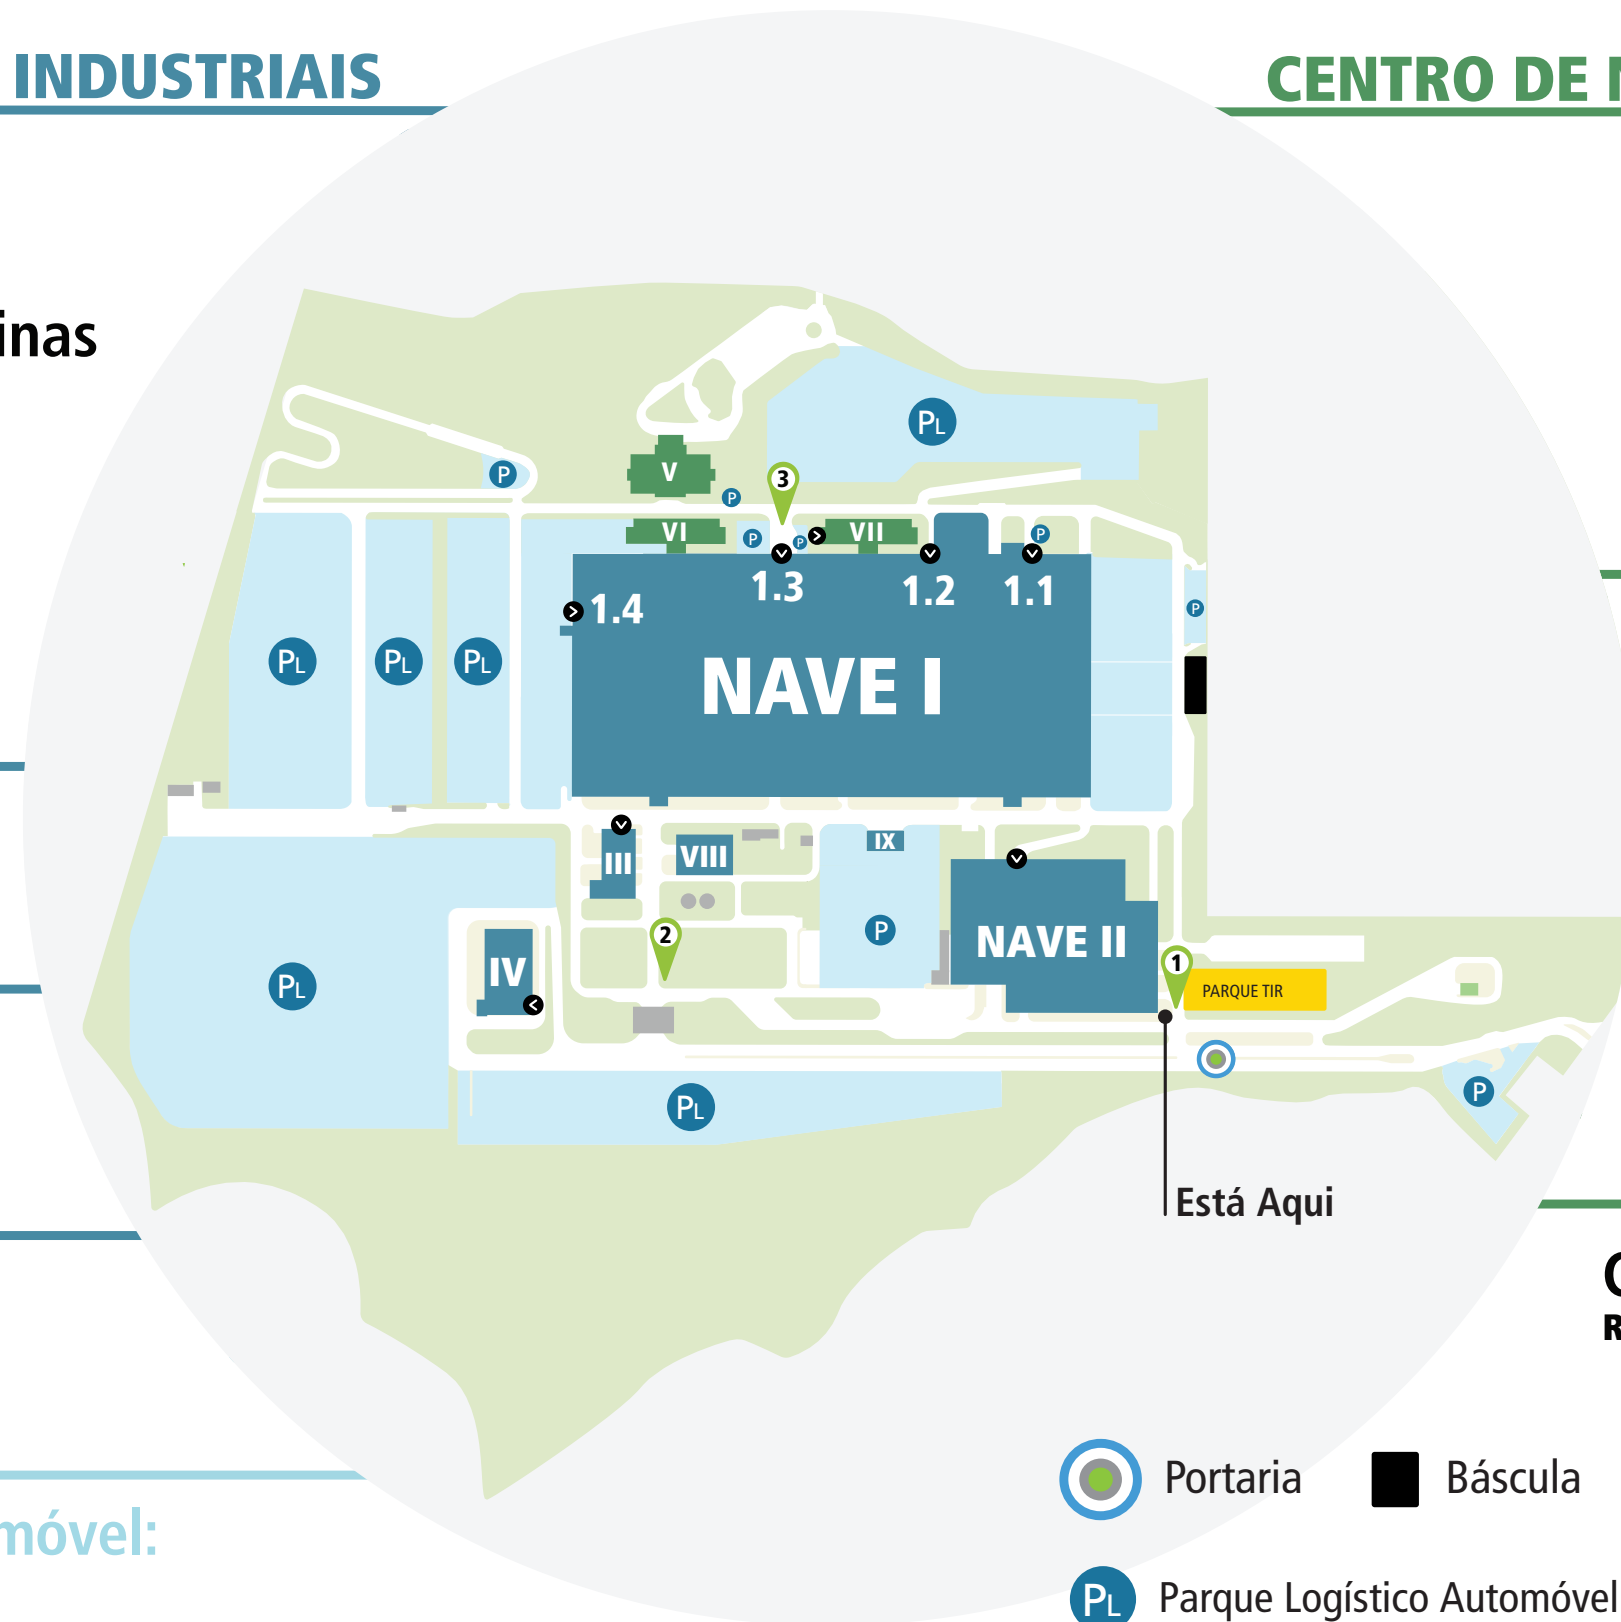 INDUSTRIAIS
CENTRO DE
inas
PL
P
V
3
P
VI
P
P
VII
P
1.3
1.2
1.1
1.4
P
PL
PL
PL
NAVE I
III
VIII
IX
2
P
NAVE II
IV
1
PARQUE TIR
PL
P
PL
Está Aqui
Portaria
Báscula
móvel:
PL
Parque Logístico Automóvel